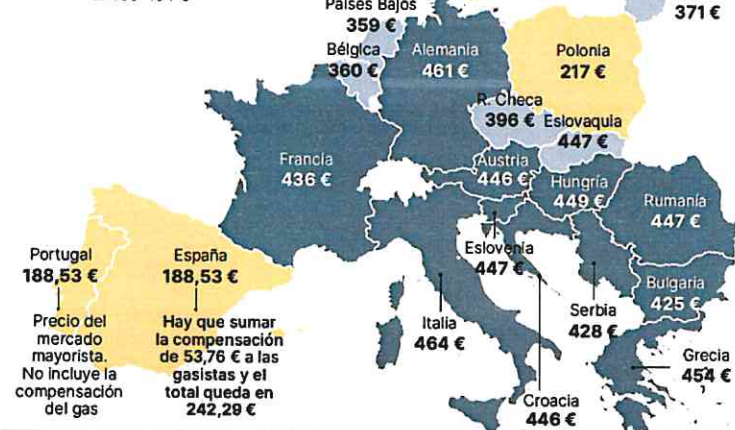 371 €
Países Bajos
359 €
Bélgica
360 €
Alemania
461 €
Polonia
217 €
R. Checa
396 €
Eslovaquia
447 €
Francia
436 €
Austria
446 €
Hungría
449 €
Rumanía
447 €
Eslovenia
447 €
Portugal
188,53 €
Precio del
mercado
mayorista.
No incluye la
compensación
del gas
España
188,53 €
Hay que sumar
la compensación
de 53,76 € a las
gasistas y el
total queda en
242,29 €
Italia
464 €
Serbia
428 €
Bulgaria
425 €
Grecia
454 €
Croacia
446 €